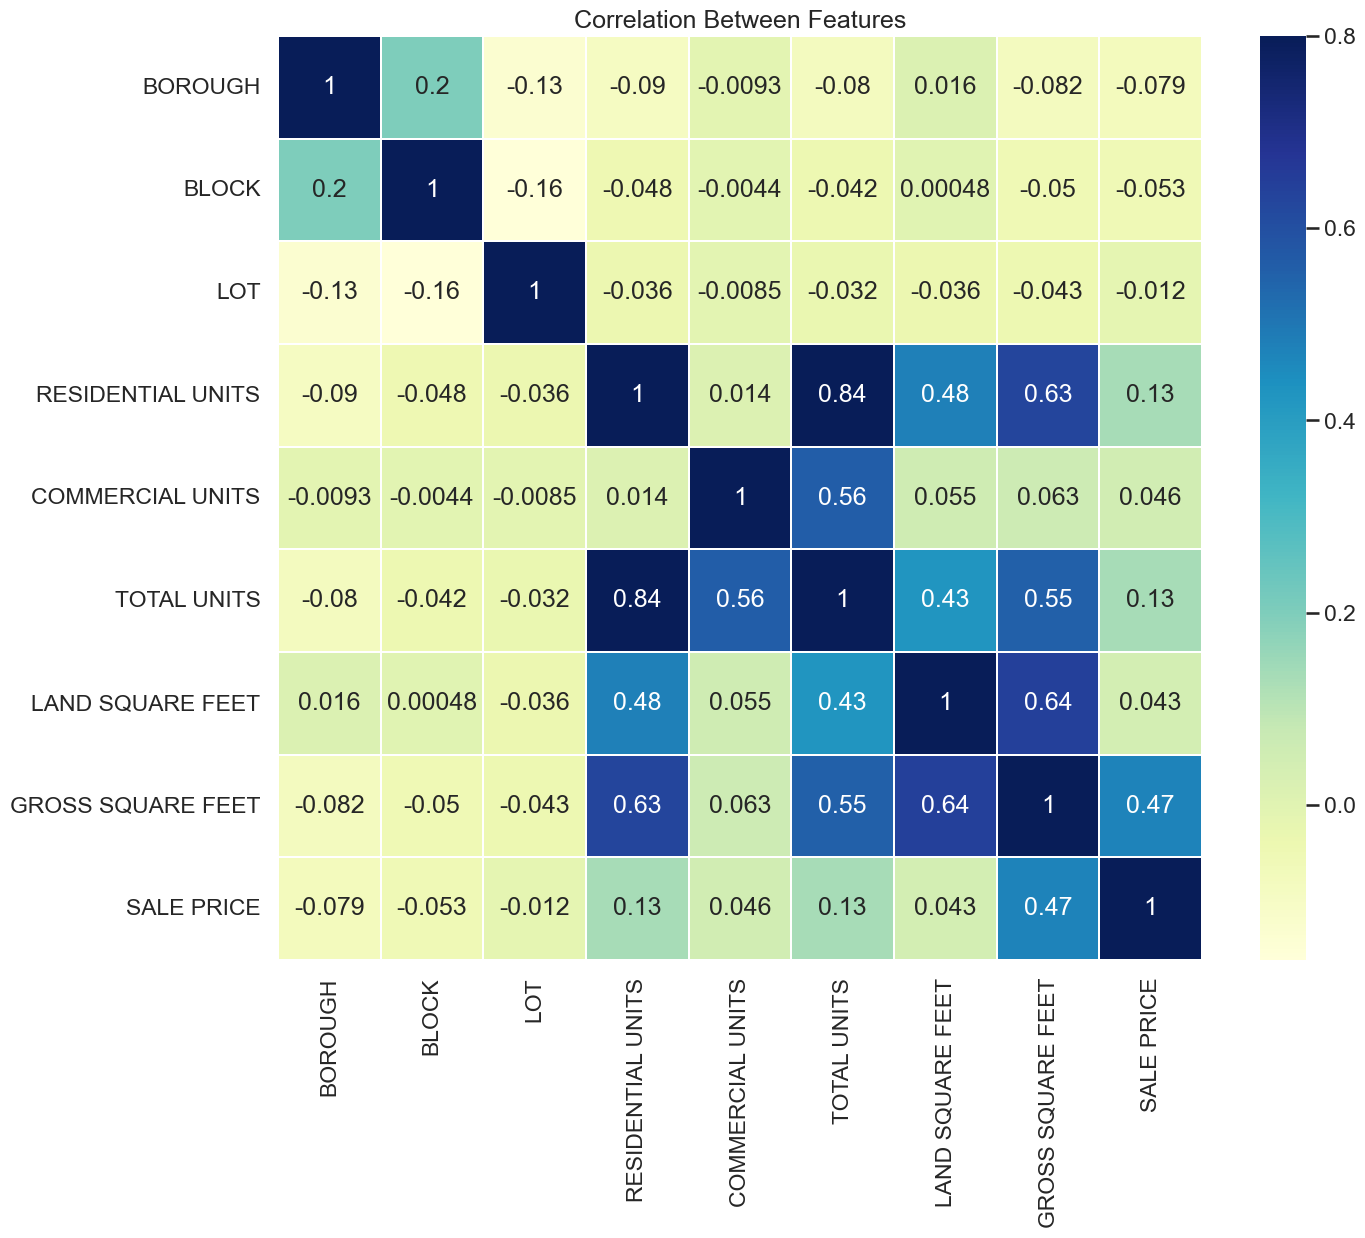 Correlation Between Features
BOROUGH 1 0.2 -0.13 -0.09 -0.0093 -0.08 0.016 -0.082 -0.079
BLOCK 0.2 1 -0.16 -0.048 -0.0044 -0.042 0.00048 -0.05 -0.053
LOT -0.13 -0.16 1 -0.036 -0.0085 -0.032 -0.036 -0.043 -0.012
RESIDENTIAL UNITS -0.09 -0.048 -0.036 1 0.014 0.84 0.48 0.63 0.13
COMMERCIAL UNITS -0.0093 -0.0044 -0.0085 0.014 1 0.56 0.055 0.063 0.046
TOTAL UNITS -0.08 -0.042 -0.032 0.84 0.56 1 0.43 0.55 0.13
LAND SQUARE FEET 0.016 0.00048 -0.036 0.48 0.055 0.43 1 0.64 0.043
GROSS SQUARE FEET -0.082 -0.05 -0.043 0.63 0.063 0.55 0.64 1 0.47
SALE PRICE -0.079 -0.053 -0.012 0.13 0.046 0.13 0.043 0.47 1
BOROUGH
BLOCK
LOT
RESIDENTIAL UNITS
COMMERCIAL UNITS
TOTAL UNITS
LAND SQUARE FEET
GROSS SQUARE FEET
SALE PRICE
0.8
0.6
0.4
0.2
0.0